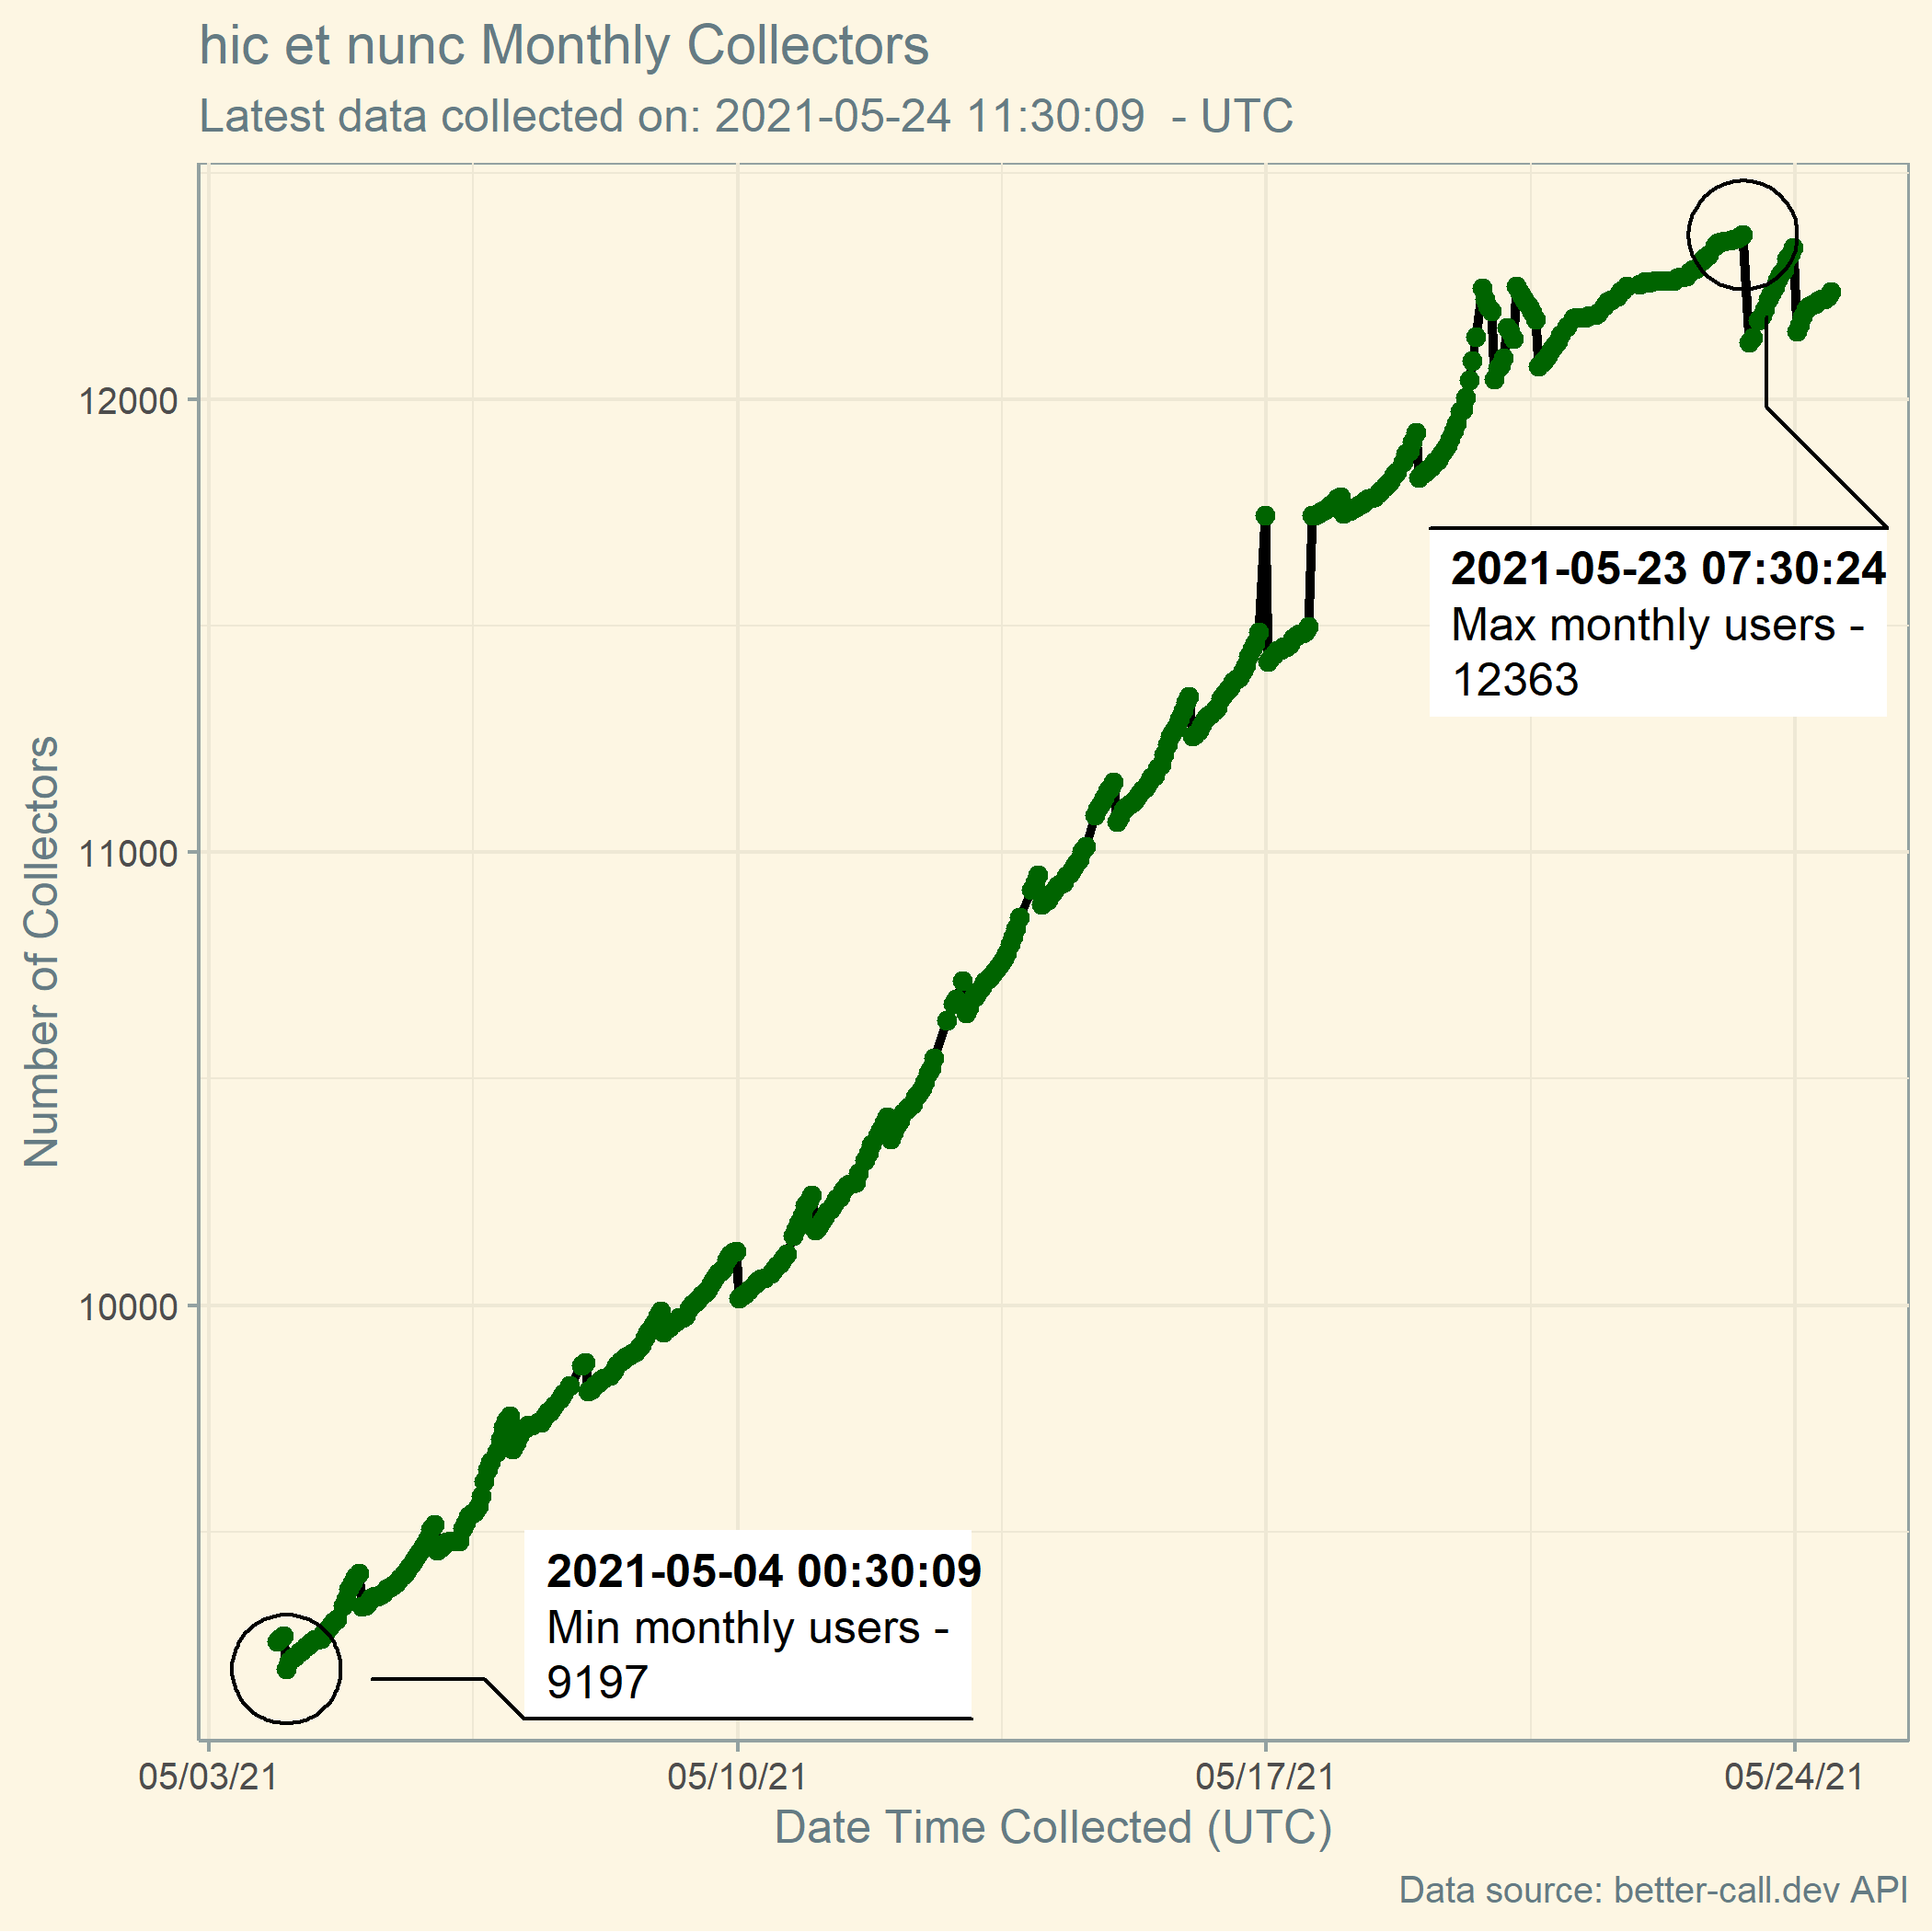 hic et nunc Monthly Collectors
Latest data collected on: 2021-05-24 11:30:09  - UTC
12000
11000
10000
Number of Collectors
2021-05-23 07:30:24
Max monthly users -
12363
2021-05-04 00:30:09
Min monthly users -
9197
05/03/21
05/10/21
05/17/21
05/24/21
Date Time Collected (UTC)
Data source: better-call.dev API